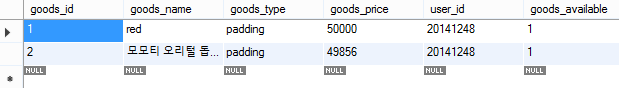 goods_id goods_name goods_type goods_price user_id goods_available
1 red padding 50000 20141248 1
2 모모티 오리털 돕... padding 49856 20141248 1
NULL NULL NULL NULL NULL NULL